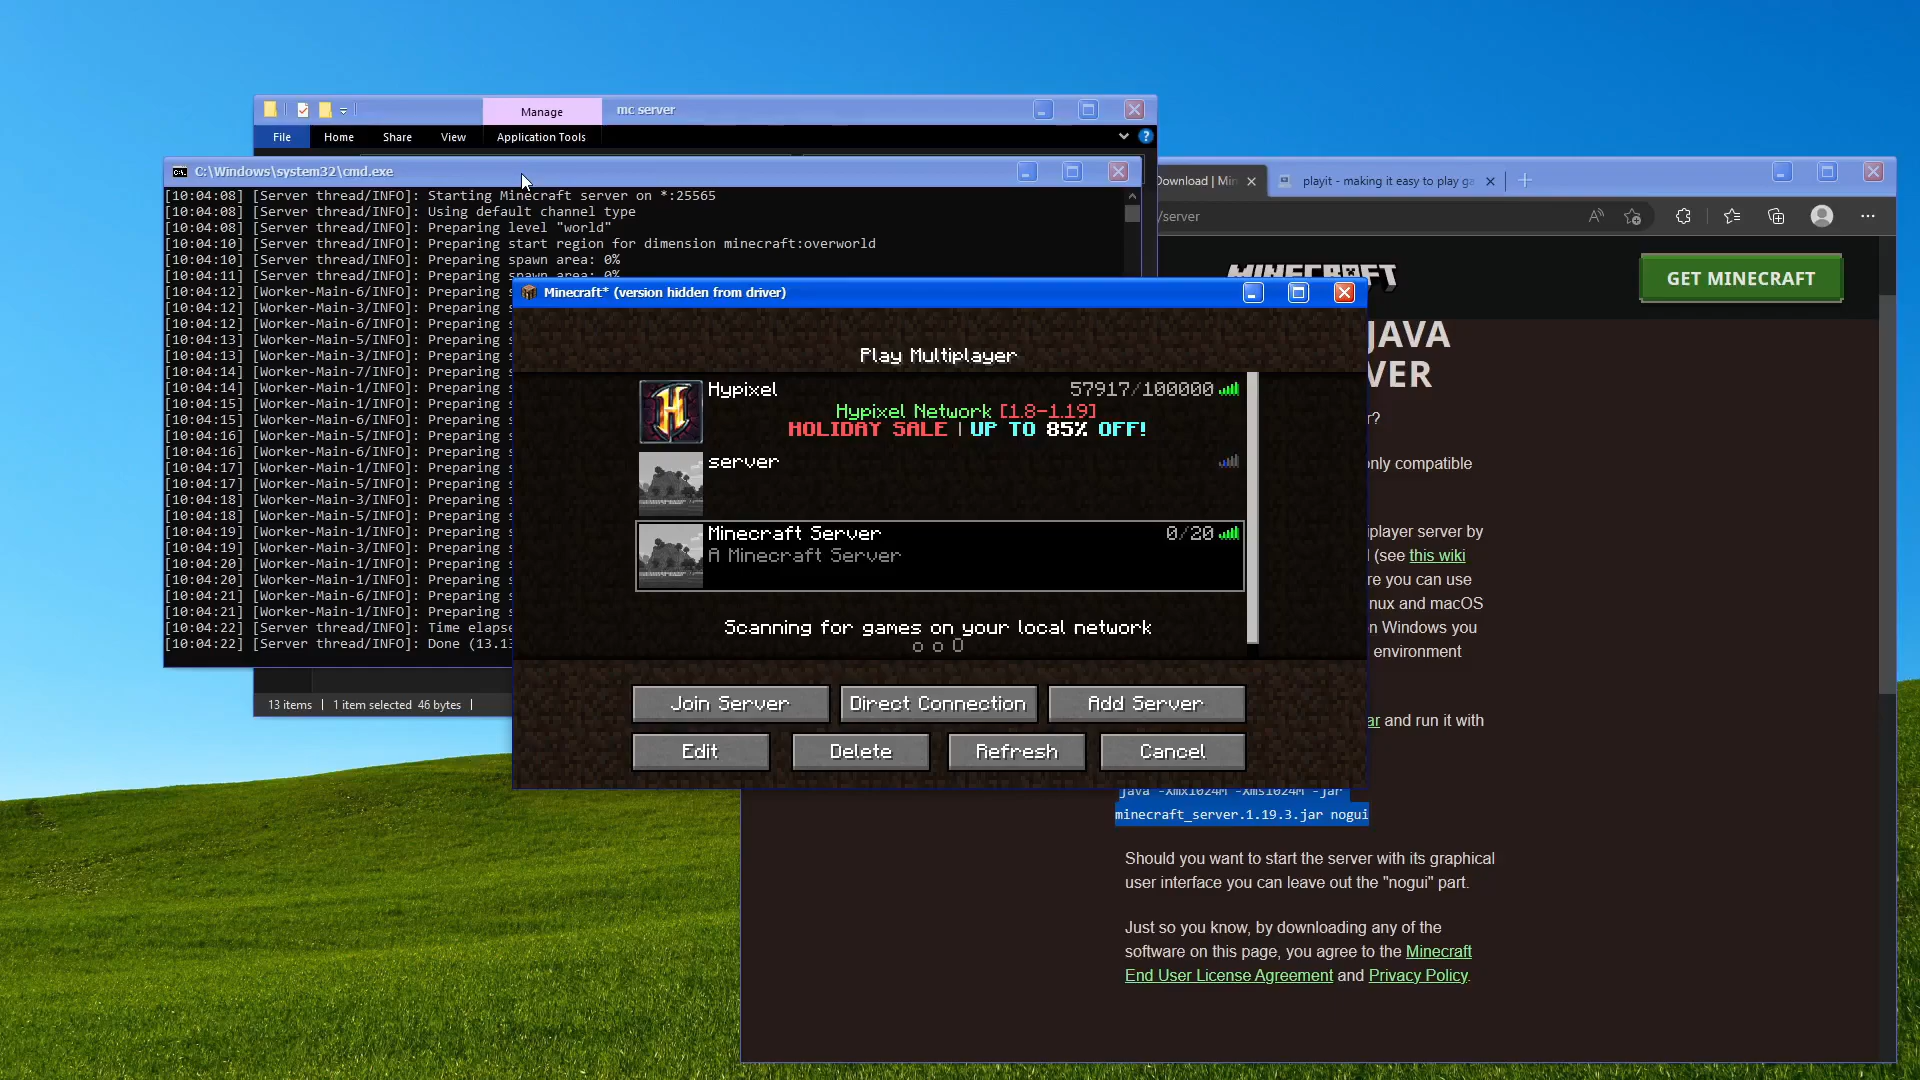 Manage
mc server
File
Home
Share
View
Application Tools
C:\Windows\system32\cmd.exe
[10:04:08] [Server thread/INFO]: Starting Minecraft server on *:25565
[10:04:08] [Server thread/INFO]: Using default channel type
[10:04:08] [Server thread/INFO]: Preparing level "world"
[10:04:10] [Server thread/INFO]: Preparing start region for dimension minecraft:overworld
[10:04:10] [Server thread/INFO]: Preparing spawn area: 0%
[10:04:11] [Server thread/INFO]: Preparing spawn area: 0%
[10:04:12] [Worker-Main-6/INFO]: Preparing
[10:04:12] [Worker-Main-3/INFO]: Preparing
[10:04:12] [Worker-Main-6/INFO]: Preparing
[10:04:13] [Worker-Main-5/INFO]: Preparing
[10:04:13] [Worker-Main-3/INFO]: Preparing
[10:04:14] [Worker-Main-7/INFO]: Preparing
[10:04:14] [Worker-Main-1/INFO]: Preparing
[10:04:15] [Worker-Main-1/INFO]: Preparing
[10:04:15] [Worker-Main-6/INFO]: Preparing
[10:04:16] [Worker-Main-5/INFO]: Preparing
[10:04:16] [Worker-Main-6/INFO]: Preparing
[10:04:17] [Worker-Main-1/INFO]: Preparing
[10:04:17] [Worker-Main-5/INFO]: Preparing
[10:04:18] [Worker-Main-3/INFO]: Preparing
[10:04:18] [Worker-Main-5/INFO]: Preparing
[10:04:19] [Worker-Main-1/INFO]: Preparing
[10:04:19] [Worker-Main-3/INFO]: Preparing
[10:04:20] [Worker-Main-1/INFO]: Preparing
[10:04:20] [Worker-Main-1/INFO]: Preparing
[10:04:21] [Worker-Main-6/INFO]: Preparing
[10:04:21] [Worker-Main-1/INFO]: Preparing
[10:04:22] [Server thread/INFO]: Time elapse
[10:04:22] [Server thread/INFO]: Done (13.13
13 items
1 item selected 46 bytes
Minecraft* (version hidden from driver)
Play Multiplayer
Hypixel
57917/100000
Hypixel Network [1.8-1.19]
HOLIDAY SALE | UP TO 85% OFF!
server
Minecraft Server
0/20
A Minecraft Server
Scanning for games on your local network
o o O
Join Server
Direct Connection
Add Server
Edit
Delete
Refresh
Cancel
Download | Min
playit - making it easy to play ga
/server
MINECRAFT
GET MINECRAFT
JAVA
VER
r?
only compatible
iplayer server by
(see this wiki
re you can use
nux and macOS
n Windows you
environment
ar and run it with
java -Xmx1024M -Xms1024M -jar
minecraft_server.1.19.3.jar nogui
Should you want to start the server with its graphical
user interface you can leave out the "nogui" part.
Just so you know, by downloading any of the
software on this page, you agree to the Minecraft
End User License Agreement and Privacy Policy.